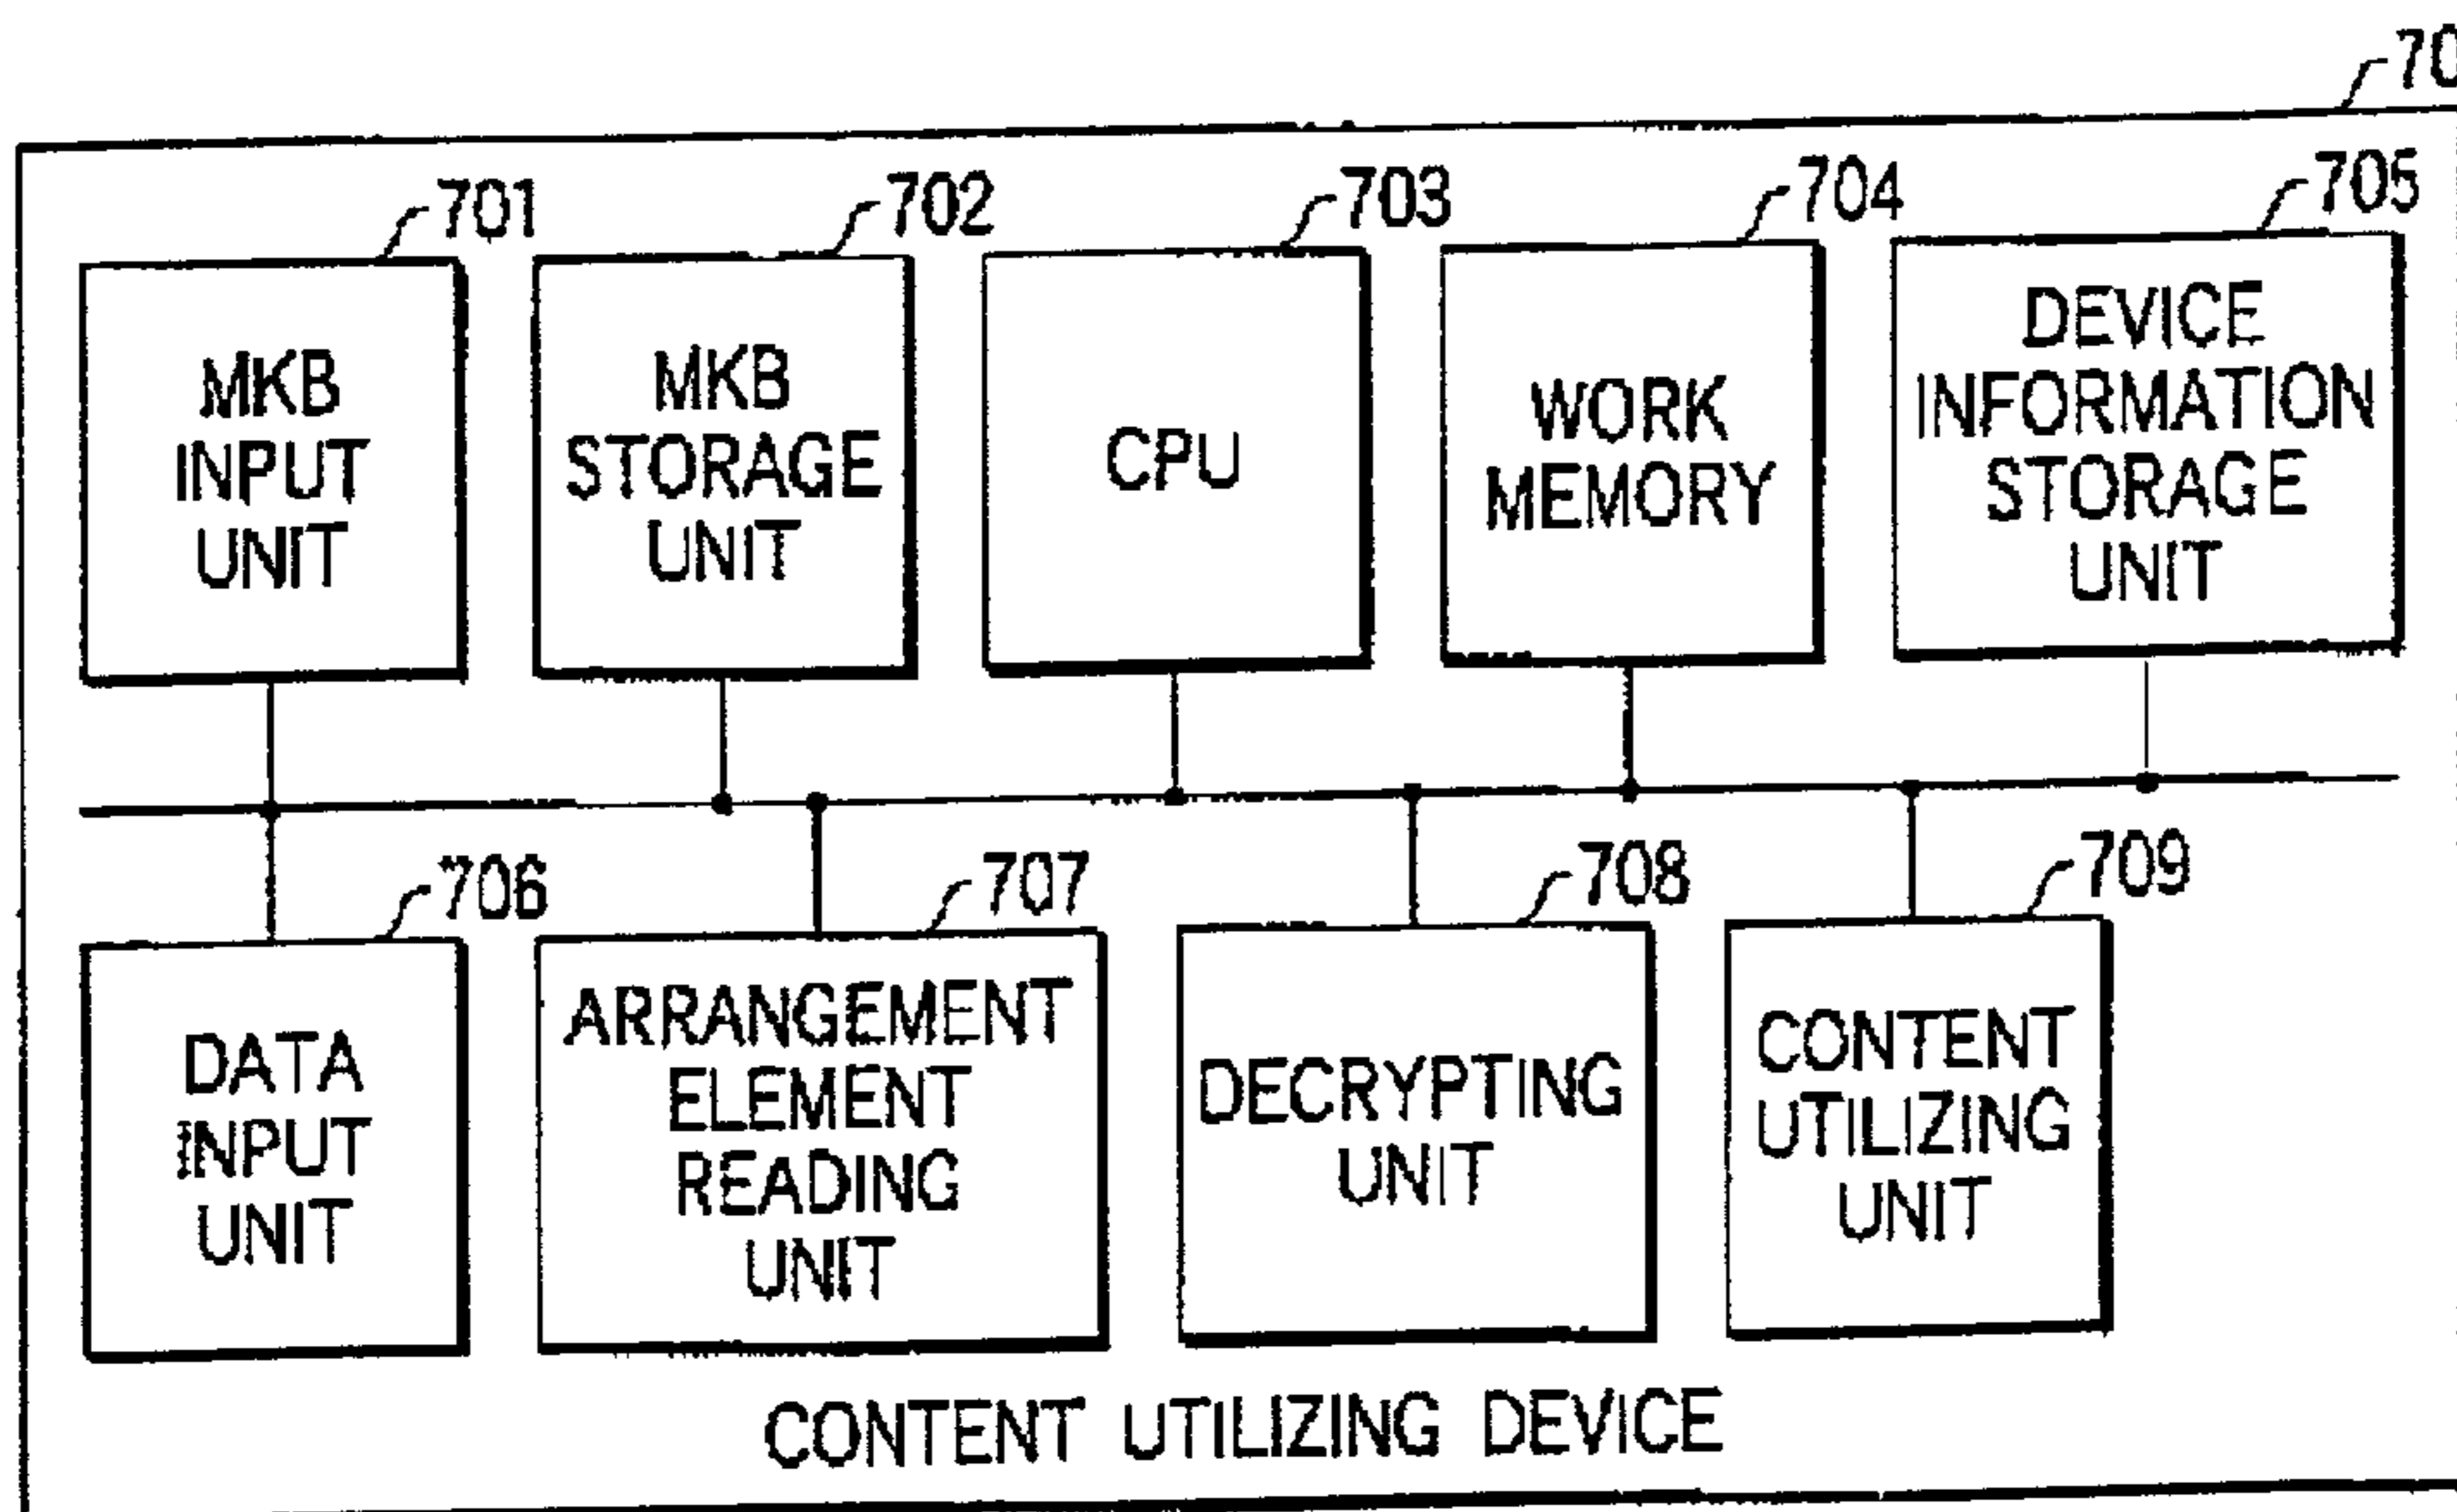 701
702
703
704
705
MKB
INPUT
UNIT
MKB
STORAGE
UNIT
CPU
WORK
MEMORY
DEVICE
INFORMATION
STORAGE
UNIT
706
707
708
709
DATA
INPUT
UNIT
ARRANGEMENT
ELEMENT
READING
UNIT
DECRYPTING
UNIT
CONTENT
UTILIZING
UNIT
CONTENT UTILIZING DEVICE